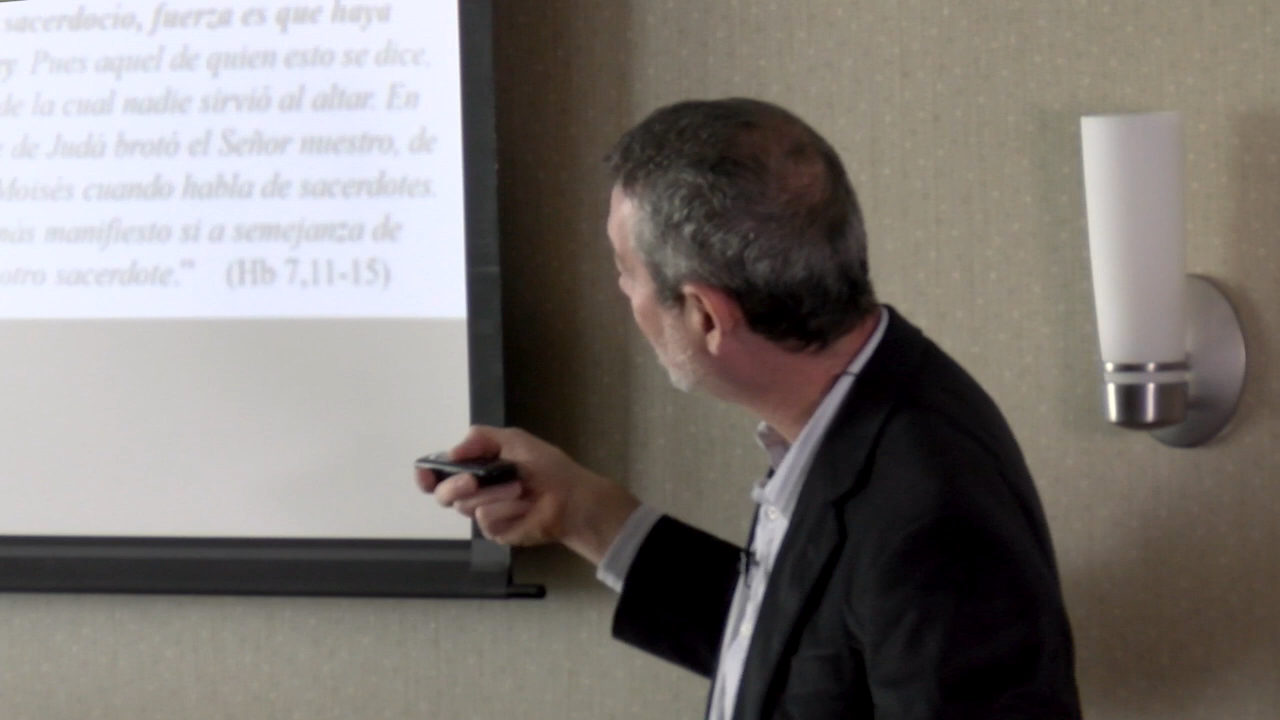 sacerdocio, fuerza es que haya
ey. Pues aquel de quien esto se dice,
de la cual nadie sirvió al altar. En
de Judá brotó el Señor nuestro, de
Moisés cuando habla de sacerdotes.
más manifiesto si a semejanza de
otro sacerdote.” (Hb 7,11-15)